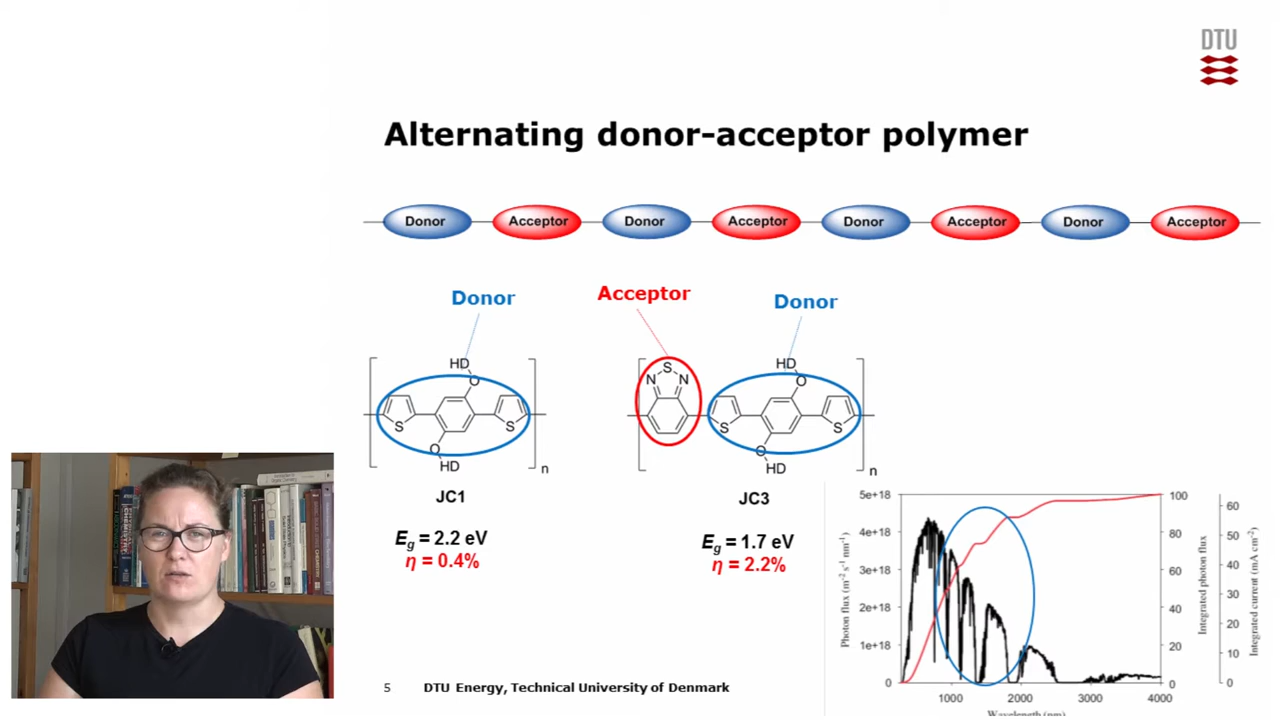 DTU
Alternating donor-acceptor polymer
Donor Acceptor Donor Acceptor Donor Acceptor Donor Acceptor
Donor
Acceptor
Donor
HD
O
S
S
O
HD
n
JC1
Eg = 2.2 eV
η = 0.4%
S
N N
HD
O
S
S
O
HD
n
JC3
Eg = 1.7 eV
η = 2.2%
5e+18
4e+18
3e+18
2e+18
1e+18
0
Photon flux (m-2 s-1 nm-1)
100
80
60
40
20
0
Integrated photon flux
60
50
40
30
20
10
0
Integrated current (mA cm-2)
1000 2000 3000 4000
Wavelength (nm)
5 DTU Energy, Technical University of Denmark